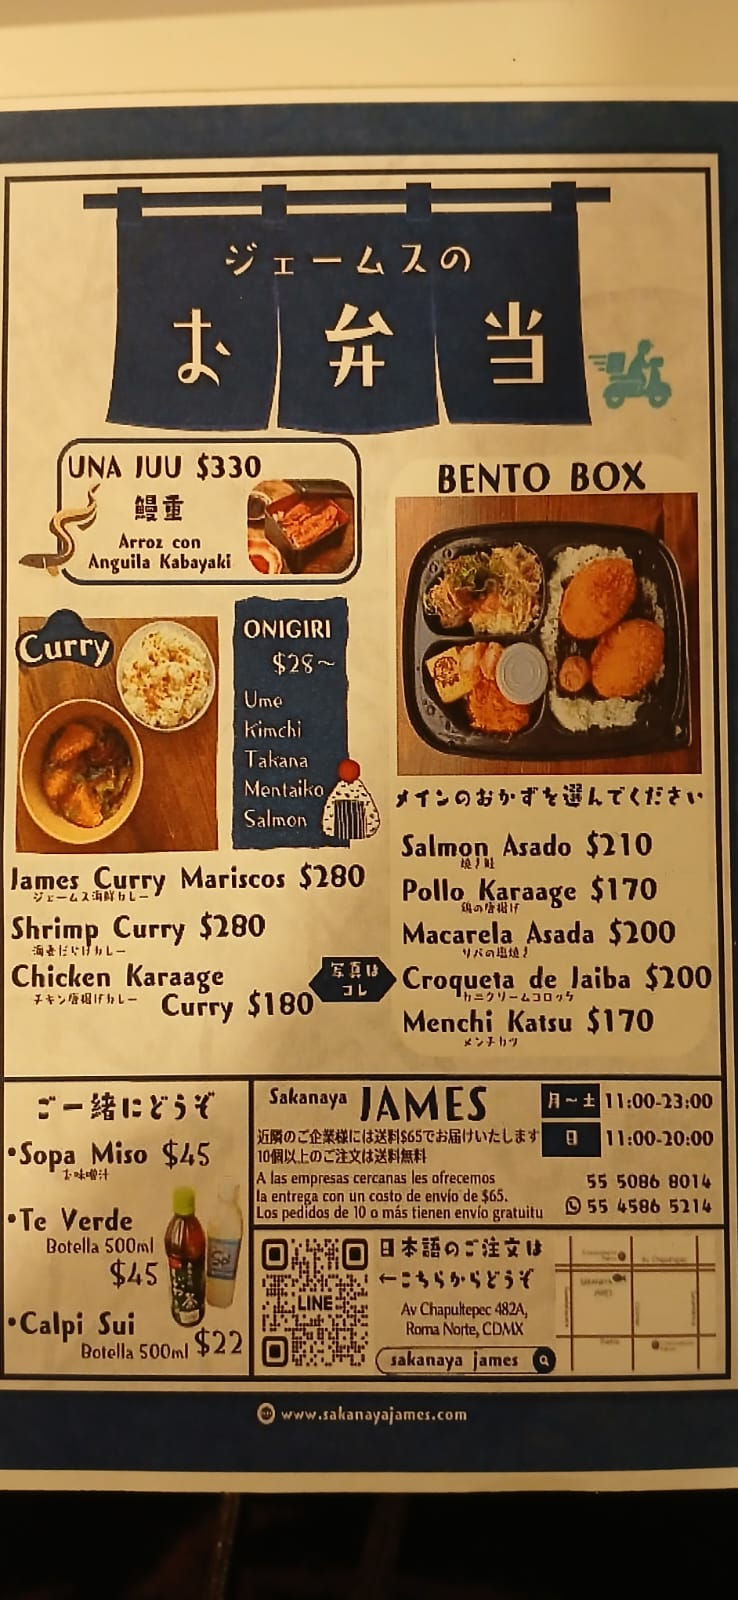 ジェームスの
お弁当
UNA JUU $330
鰻重
Arroz con
Anguila Kabayaki
Curry
ONIGIRI
$28~
Ume
Kimchi
Takana
Mentaiko
Salmon
James Curry Mariscos $280
ジェームス海鮮カレー
Shrimp Curry $280
海老だらけカレー
Chicken Karaage
チキン唐揚げカレー
Curry $180
BENTO BOX
メインのおかずを選んでください
Salmon Asado $210
焼き鮭
Pollo Karaage $170
鶏の唐揚げ
Macarela Asada $200
サバの塩焼き
写真は
コレ
Croqueta de Jaiba $200
カニクリームコロッケ
Menchi Katsu $170
メンチカツ
ご一緒にどうぞ
•Sopa Miso $45
お味噌汁
•Te Verde
Botella 500ml
$45
•Calpi Sui
Botella 500ml $22
Sakanaya JAMES
月〜土 11:00-23:00
日 11:00-20:00
近隣のご企業様には送料$65でお届けいたします
10個以上のご注文は送料無料
A las empresas cercanas les ofrecemos
la entrega con un costo de envío de $65.
Los pedidos de 10 o más tienen envío gratuitu
55 5086 8014
55 4586 5214
LINE
日本語のご注文は
←こちらからどうぞ
Av Chapultepec 482A,
Roma Norte, CDMX
sakanaya james
www.sakanayajames.com